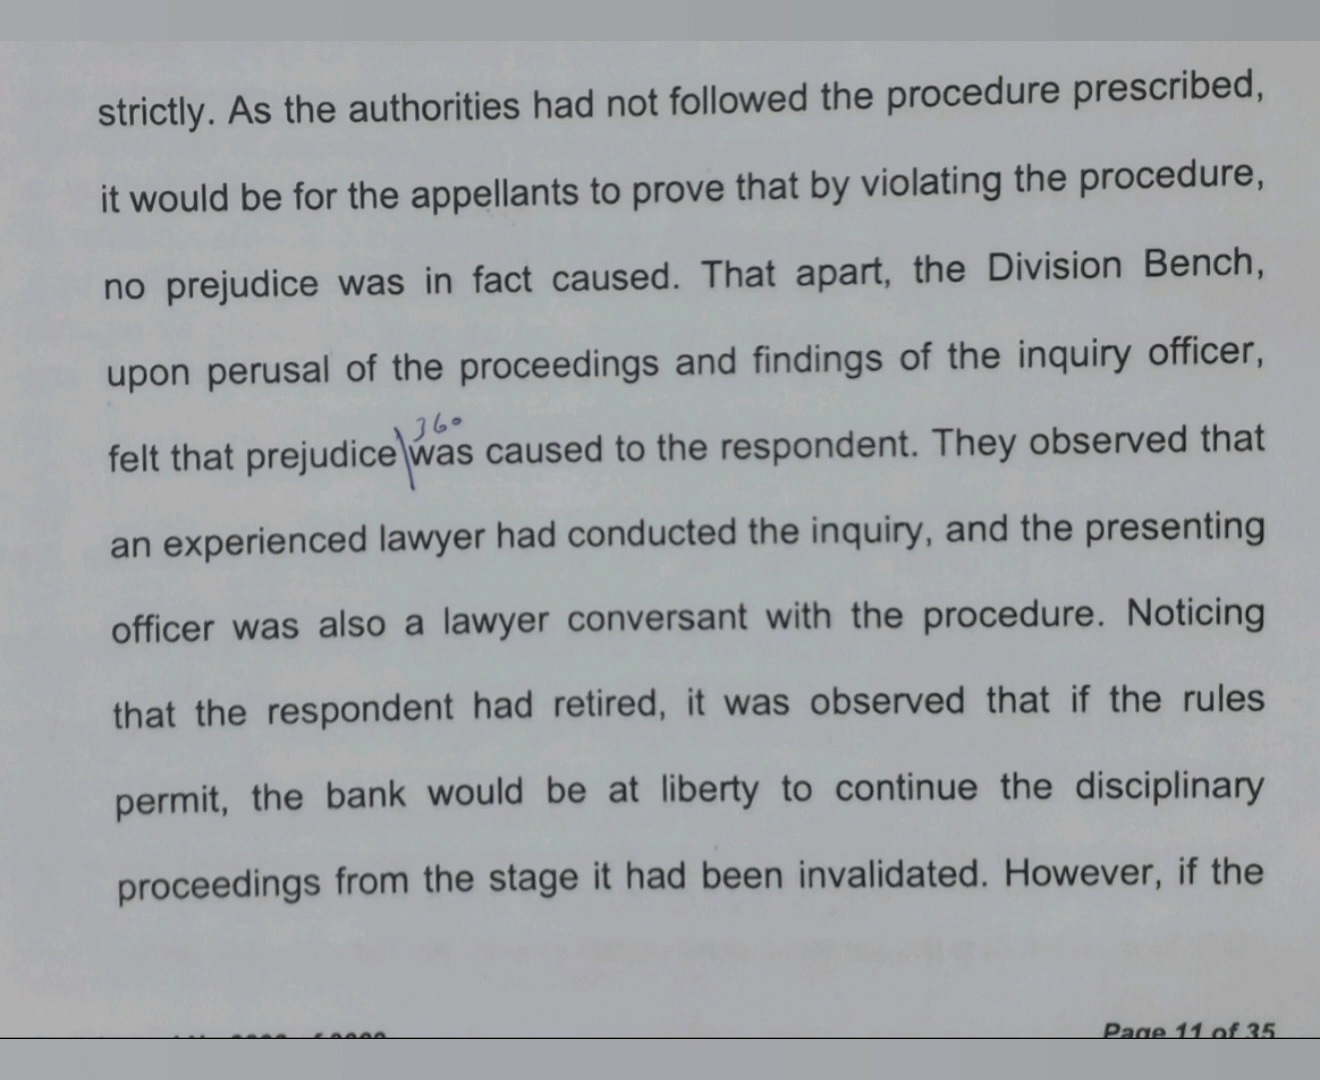 strictly. As the authorities had not followed the procedure prescribed,
it would be for the appellants to prove that by violating the procedure,
no prejudice was in fact caused. That apart, the Division Bench,
upon perusal of the proceedings and findings of the inquiry officer,
360
felt that prejudice\was caused to the respondent. They observed that
an experienced lawyer had conducted the inquiry, and the presenting
officer was also a lawyer conversant with the procedure. Noticing
that the respondent had retired, it was observed that if the rules
permit, the bank would be at liberty to continue the disciplinary
proceedings from the stage it had been invalidated. However, if the
Page 11 of 35